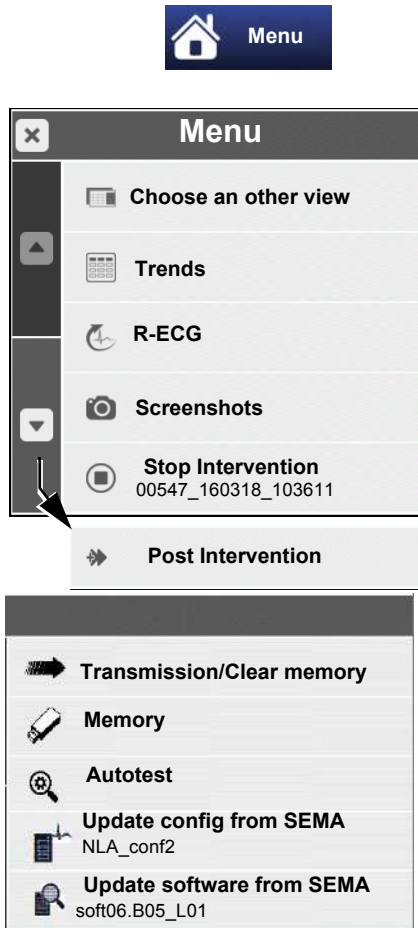 Menu
Menu
Choose an other view
Trends
R-ECG
Screenshots
Stop Intervention
00547_160318_103611
Post Intervention
Transmission/Clear memory
Memory
Autotest
Update config from SEMA
NLA_conf2
Update software from SEMA
soft06.B05_L01